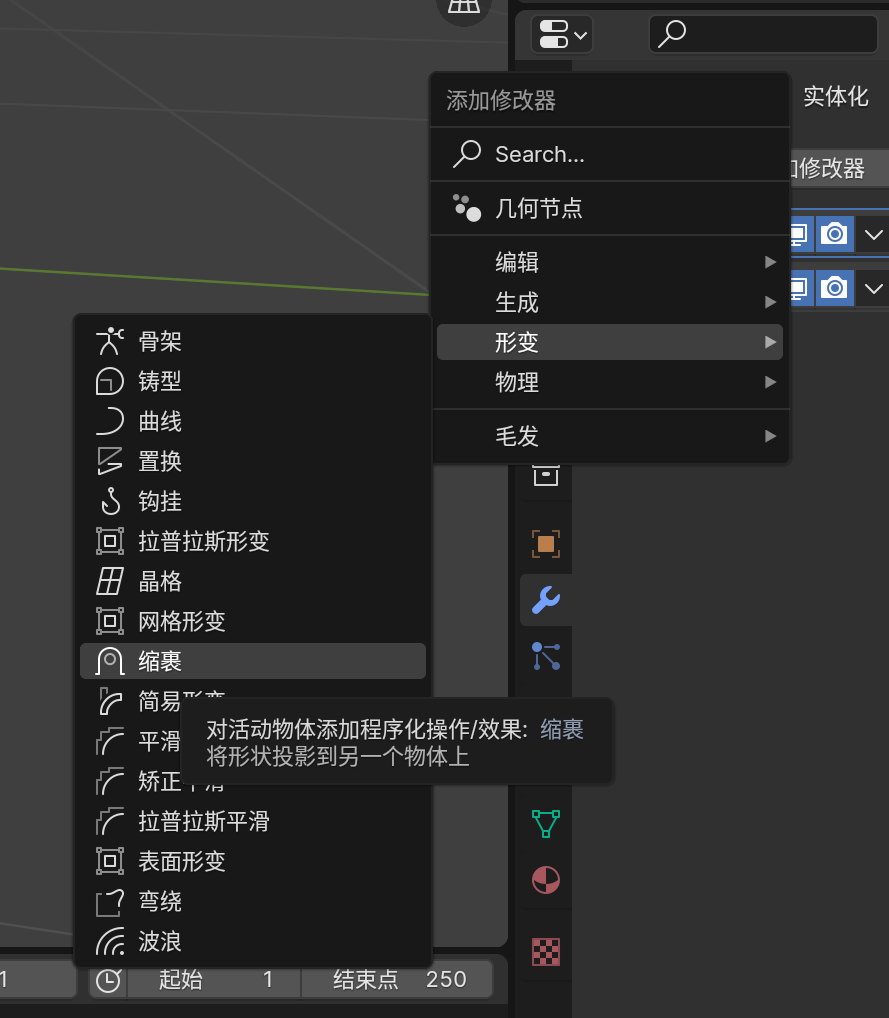 实体化
添加修改器
Search...
加修改器
几何节点
编辑
生成
形变
物理
毛发
骨架
铸型
曲线
置换
钩挂
拉普拉斯形变
晶格
网格形变
缩裹
简易形变
平滑
矫正平滑
对活动物体添加程序化操作/效果: 缩裹
将形状投影到另一个物体上
拉普拉斯平滑
表面形变
弯绕
波浪
1 起始 1 结束点 250